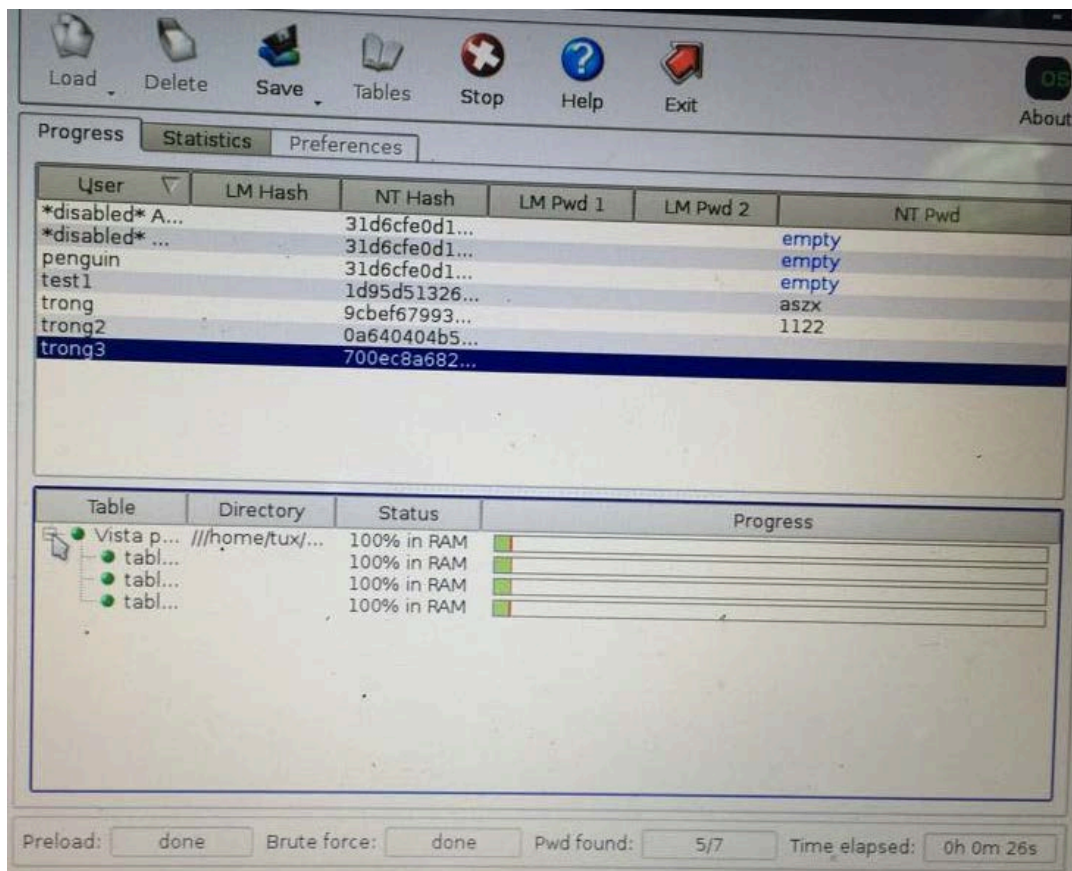 Load Delete Save Tables Stop Help Exit OS
About
Progress Statistics Preferences
User LM Hash NT Hash LM Pwd 1 LM Pwd 2 NT Pwd
*disabled* A... 31d6cfe0d1... empty
*disabled* ... 31d6cfe0d1... empty
penguin 31d6cfe0d1... empty
test1 1d95d51326... aszx
trong 9cbef67993... 1122
trong2 0a640404b5...
trong3 700ec8a682...
Table Directory Status Progress
Vista p... ///home/tux/... 100% in RAM
tabl... 100% in RAM
tabl... 100% in RAM
tabl... 100% in RAM
Preload: done Brute force: done Pwd found: 5/7 Time elapsed: 0h 0m 26s